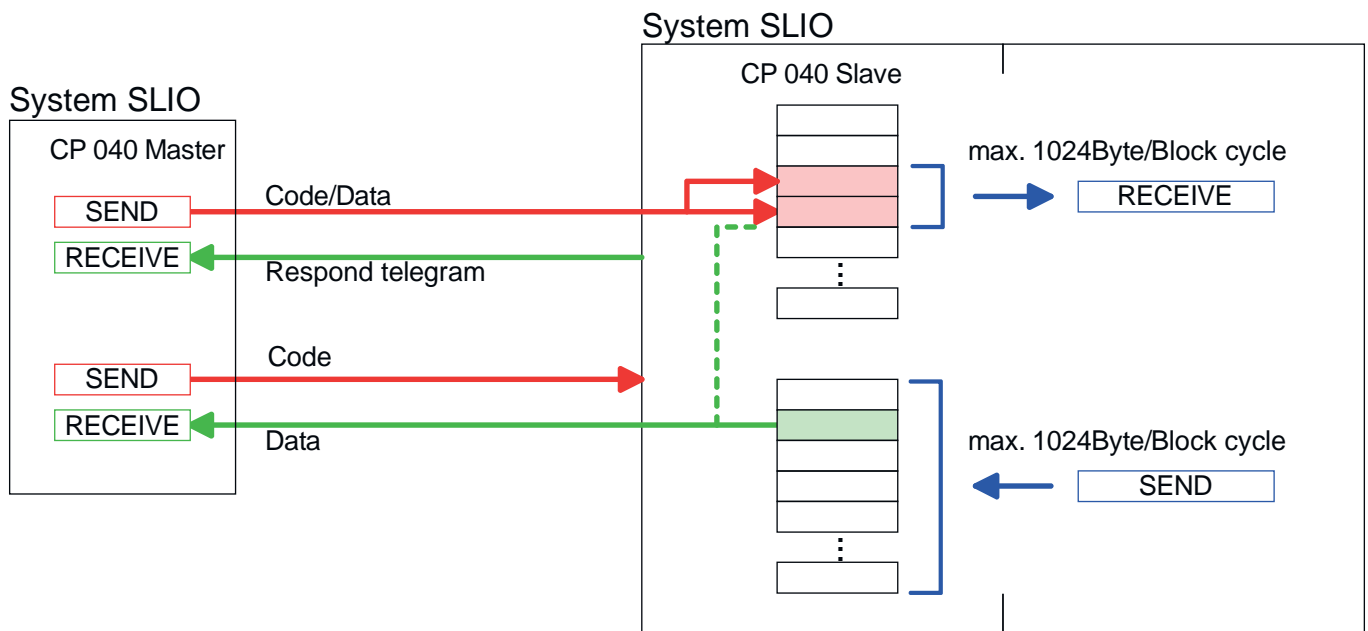 System SLIO
CP 040 Slave
System SLIO
CP 040 Master
max. 1024Byte/Block cycle
SEND
Code/Data
RECEIVE
RECEIVE
Respond telegram
Code
SEND
RECEIVE
Data
max. 1024Byte/Block cycle
SEND